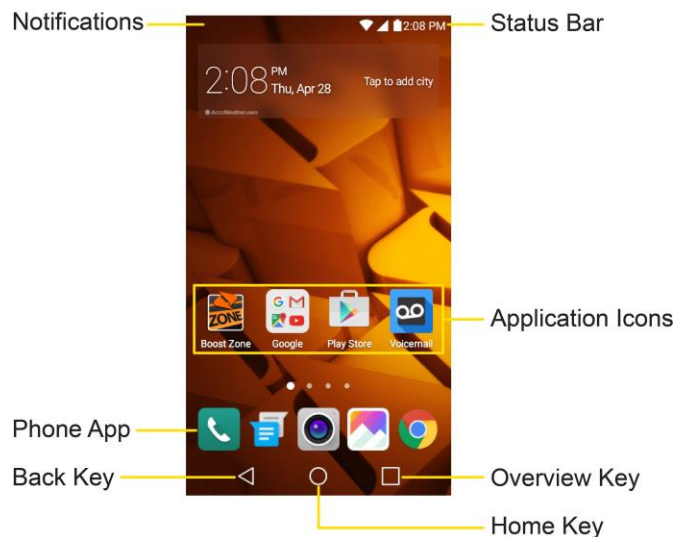 Notifications
2:08 PM
Status Bar
2:08 PM
Thu, Apr 28
Tap to add city
AccuWeather.com
ZONE
G M
Boost Zone
Google
Play Store
Voicemail
Application Icons
Phone App
Back Key
Overview Key
Home Key